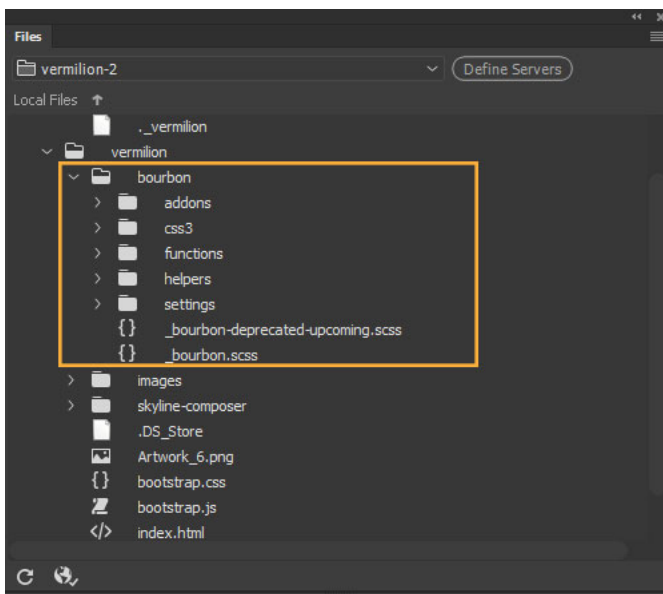 Files
vermilion-2 Define Servers
Local Files
._vermilion
vermilion
bourbon
addons
css3
functions
helpers
settings
_bourbon-deprecated-upcoming.scss
_bourbon.scss
images
skyline-composer
.DS_Store
Artwork_6.png
bootstrap.css
bootstrap.js
index.html